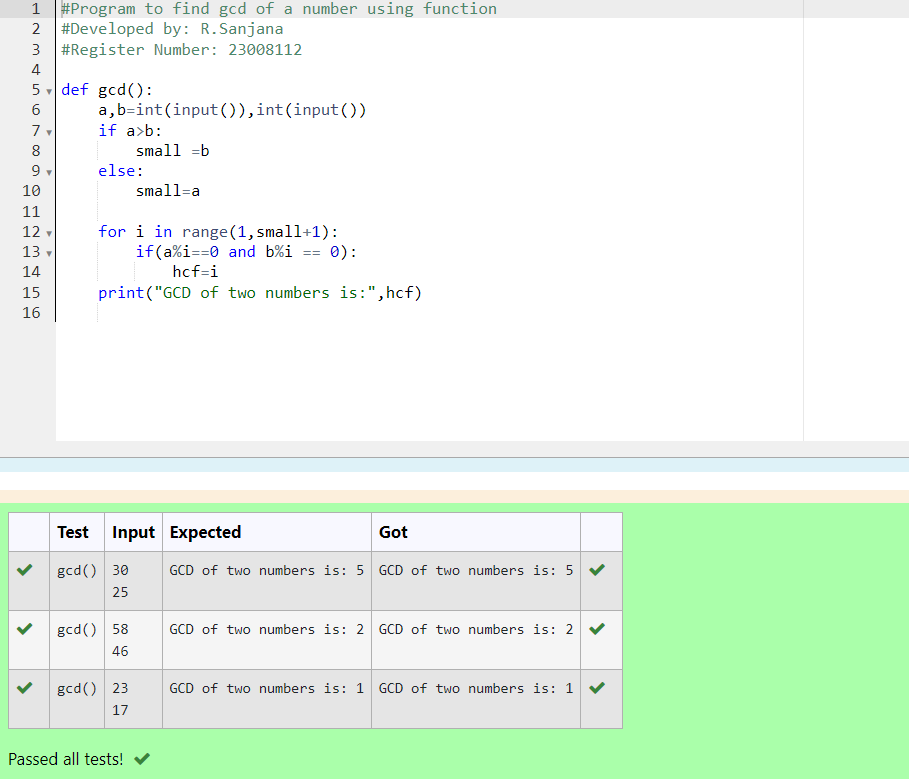 1 #Program to find gcd of a number using function
2 #Developed by: R.Sanjana
3 #Register Number: 23008112
4
5 def gcd():
6     a,b=int(input()),int(input())
7     if a>b:
8         small =b
9     else:
10         small=a
11
12     for i in range(1,small+1):
13         if(a%i==0 and b%i == 0):
14             hcf=i
15     print("GCD of two numbers is:",hcf)
16
Test Input Expected Got
gcd() 30 GCD of two numbers is: 5 GCD of two numbers is: 5
25
gcd() 58 GCD of two numbers is: 2 GCD of two numbers is: 2
46
gcd() 23 GCD of two numbers is: 1 GCD of two numbers is: 1
17
Passed all tests!